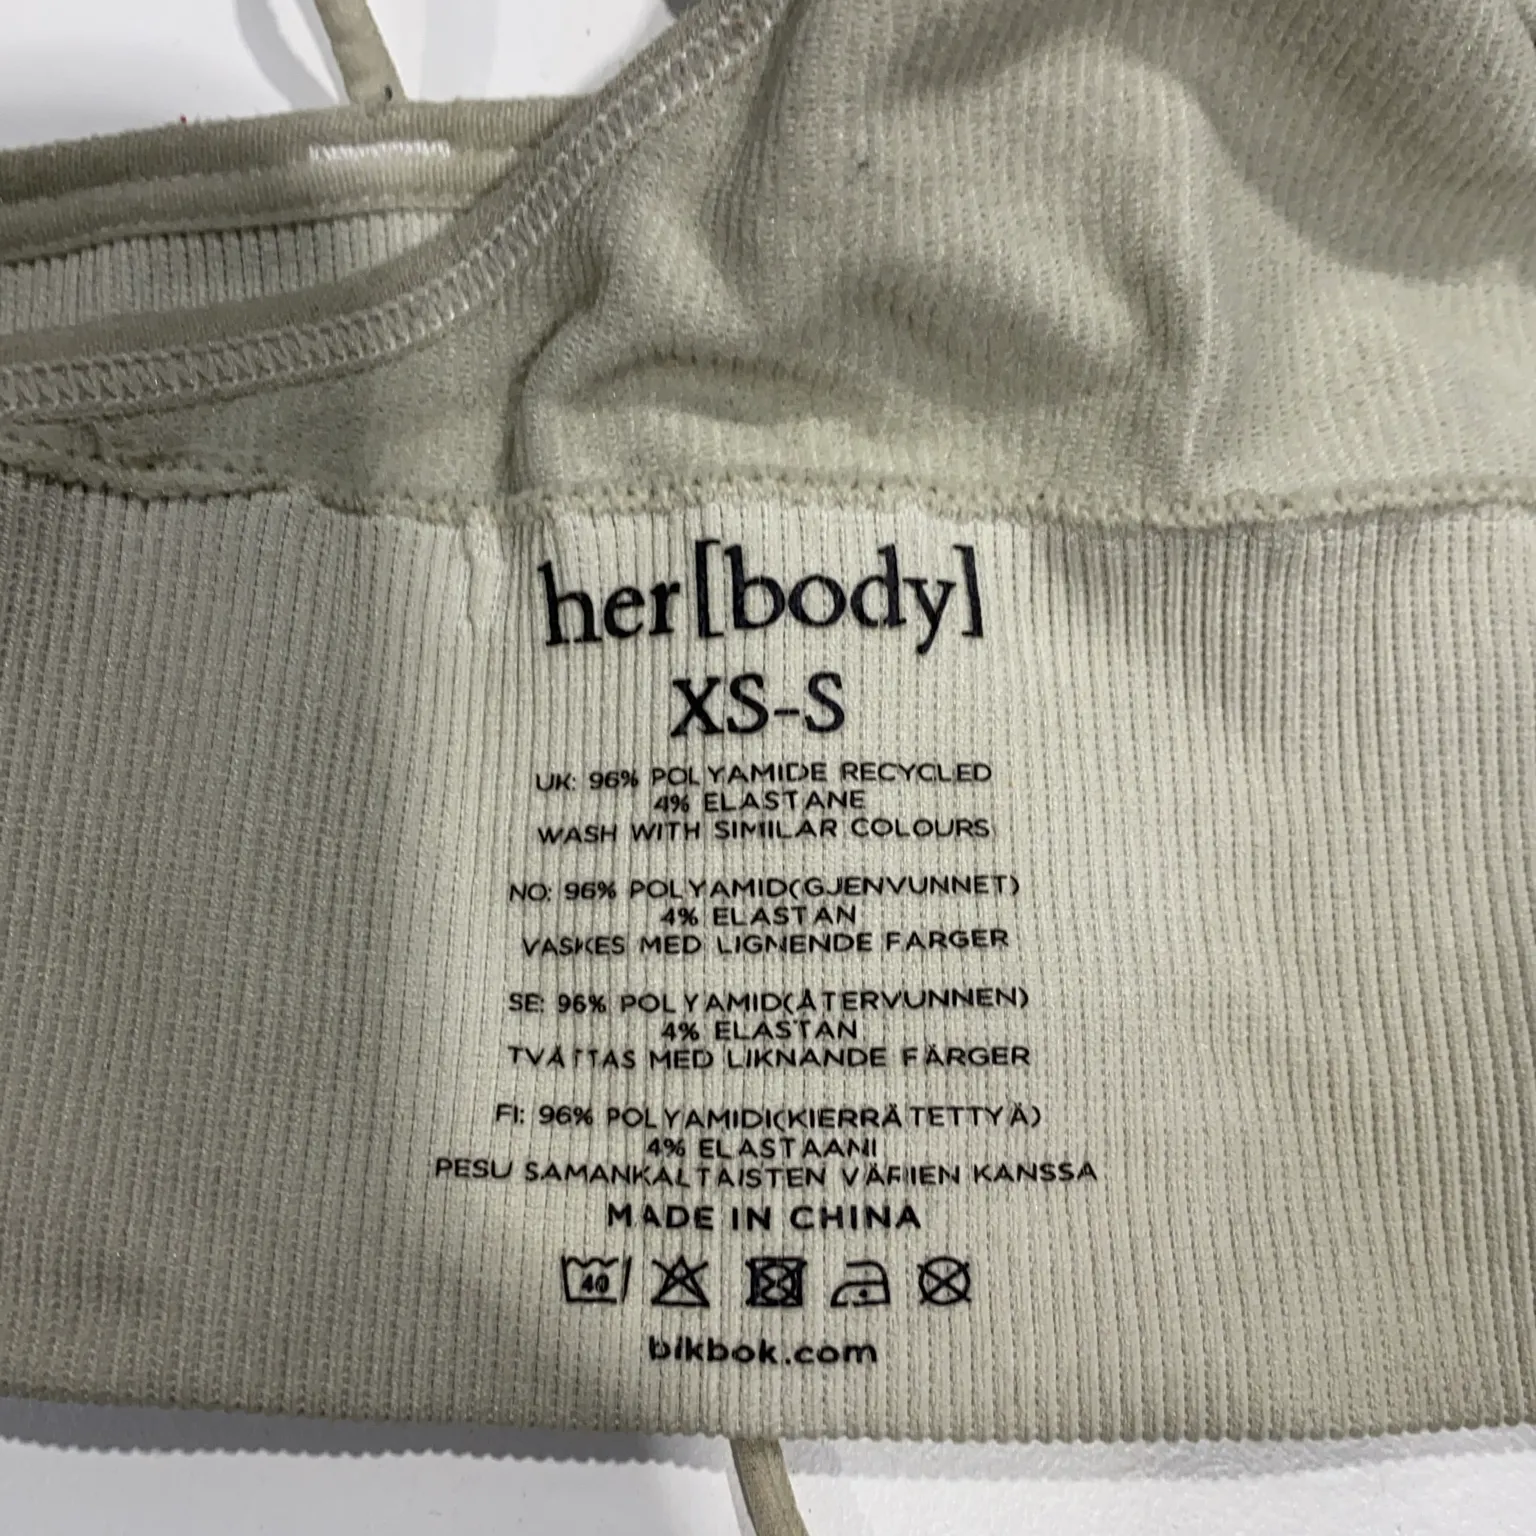 her[body]
XS-S
UK: 96% POLYAMIDE RECYCLED
4% ELASTANE
WASH WITH SIMILAR COLOURS
NO: 96% POLYAMID(GJENVUNNET)
4% ELASTAN
VASKES MED LIGNENDE FARGER
SE: 96% POLYAMID(ÅTERVUNNEN)
4% ELASTAN
TVÄTTAS MED LIKNANDE FÄRGER
FI: 96% POLYAMIDI(KIERRÄTETTYÄ)
4% ELASTAANI
PESU SAMANKALTAISTEN VÄRIEN KANSSA
MADE IN CHINA
40
bikbok.com